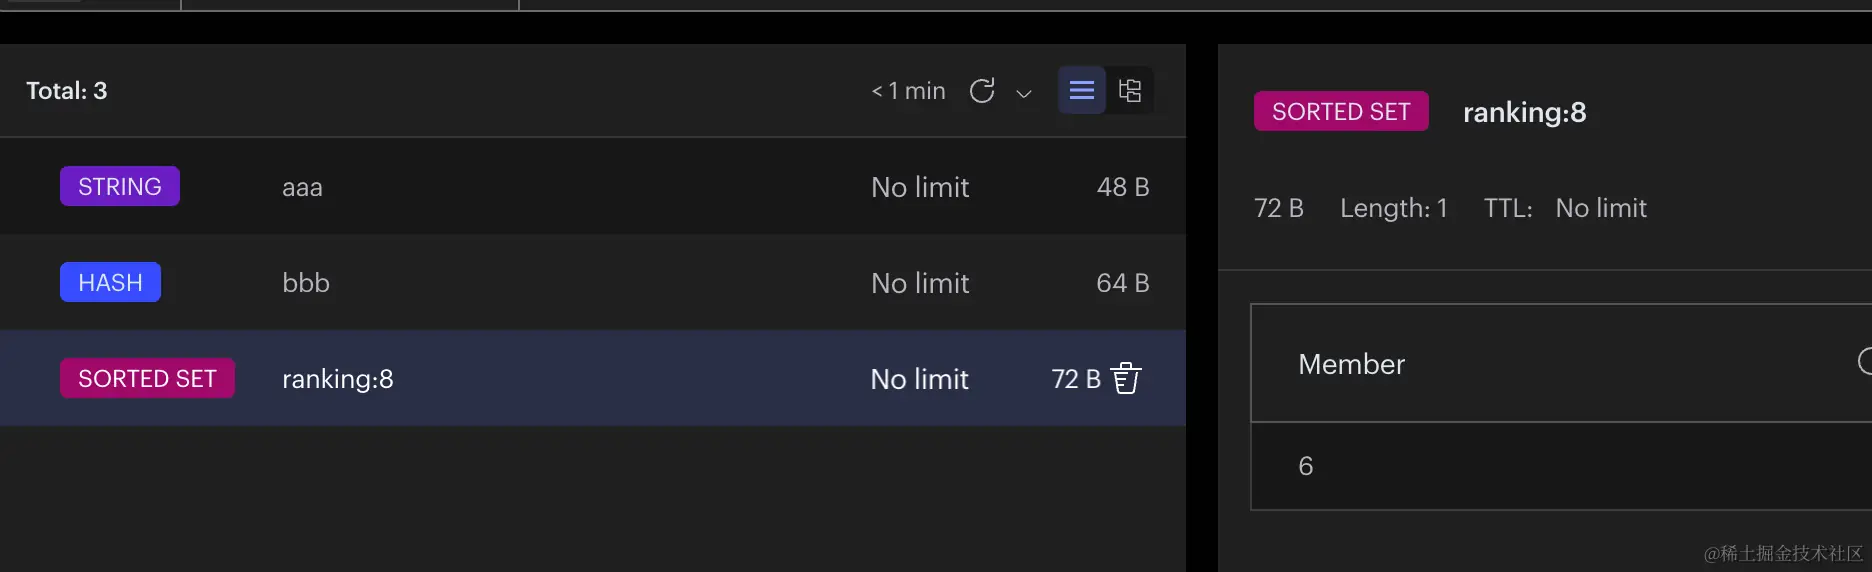 Total: 3
< 1 min
STRING aaa No limit 48 B
HASH bbb No limit 64 B
SORTED SET ranking:8 No limit 72 B
SORTED SET ranking:8
72 B Length: 1 TTL: No limit
Member
6
@稀土掘金技术社区